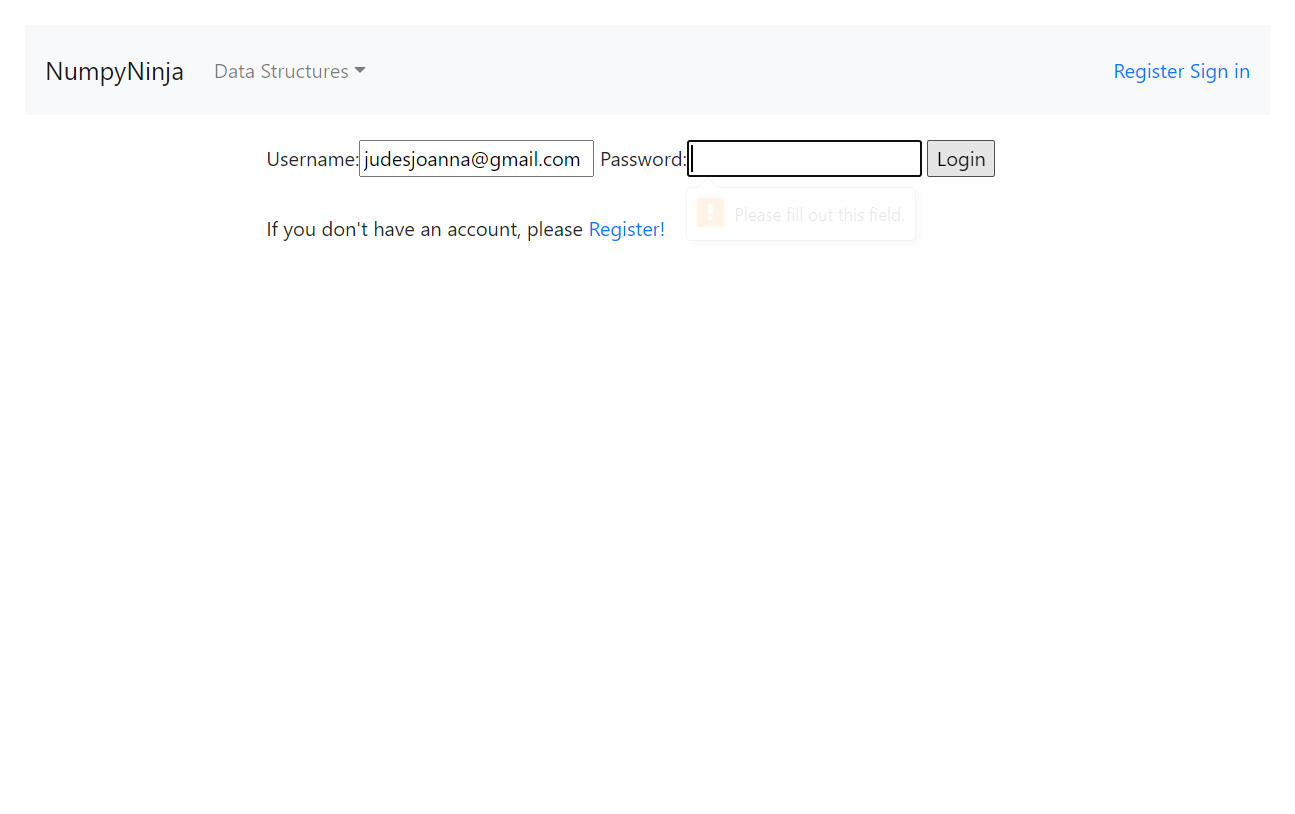 NumpyNinja Data Structures Register Sign in
Username: judesjoanna@gmail.com Password: Login
Please fill out this field.
If you don't have an account, please Register!